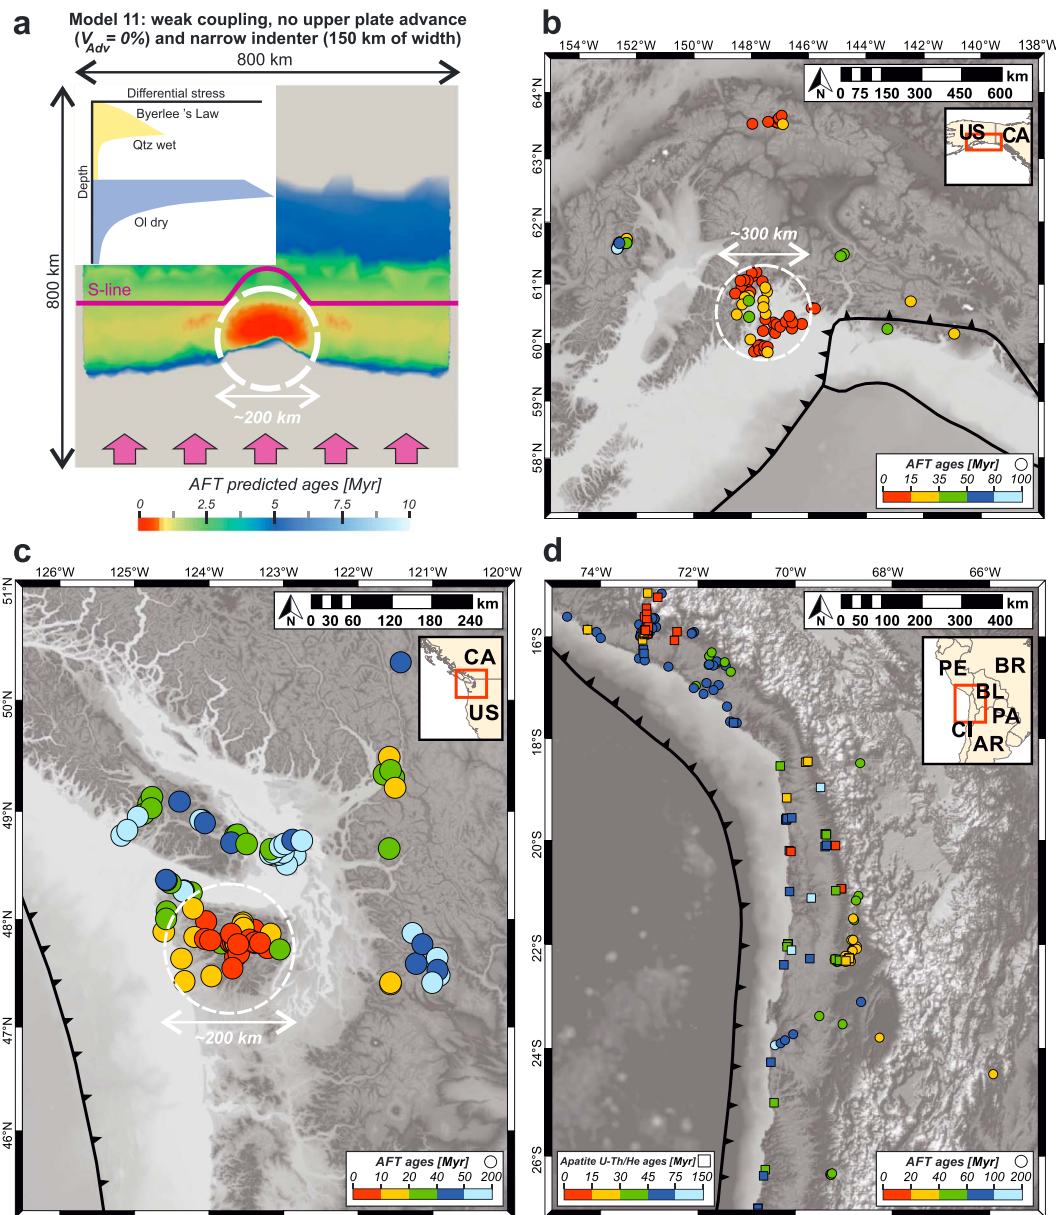 a
Model 11: weak coupling, no upper plate advance
(VAdv= 0%) and narrow indenter (150 km of width)
800 km
800 km
Differential stress
Byerlee 's Law
Qtz wet
Depth
Ol dry
S-line
~200 km
AFT predicted ages [Myr]
0 2.5 5 7.5 10
b
154°W 152°W 150°W 148°W 146°W 144°W 142°W 140°W 138°W
64°N
63°N
62°N
61°N
60°N
59°N
58°N
N
km
0 75 150 300 450 600
US CA
~300 km
AFT ages [Myr]
0 15 35 50 80 100
c
126°W 125°W 124°W 123°W 122°W 121°W 120°W
51°N
50°N
49°N
48°N
47°N
46°N
N
km
0 30 60 120 180 240
CA
US
~200 km
AFT ages [Myr]
0 10 20 40 50 200
d
74°W 72°W 70°W 68°W 66°W
16°S
18°S
20°S
22°S
24°S
26°S
N
km
0 50 100 200 300 400
PE
BR
BL
PA
CI
AR
Apatite U-Th/He ages [Myr]
0 15 30 45 75 150
AFT ages [Myr]
0 20 40 60 100 200